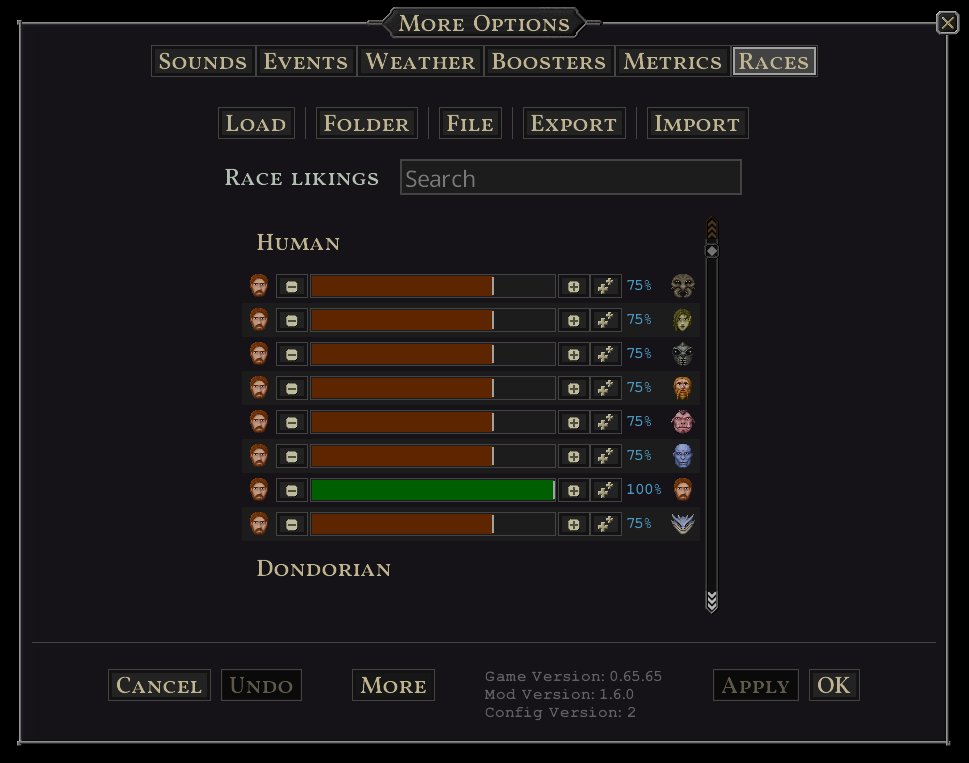 More Options
Sounds Events Weather Boosters Metrics Races
Load Folder File Export Import
Race likings Search
Human
75%
75%
75%
75%
75%
75%
100%
75%
Dondorian
Cancel Undo More Game Version: 0.65.65 Apply OK
Mod Version: 1.6.0
Config Version: 2